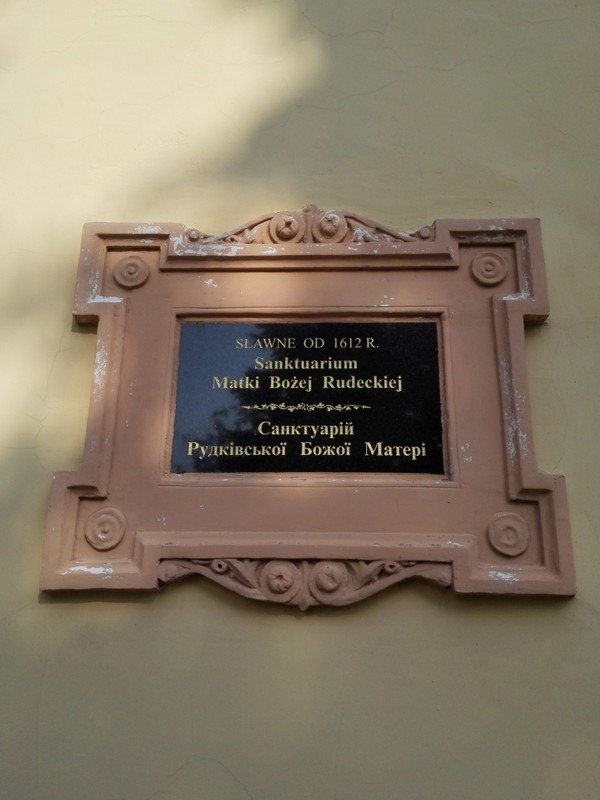 SŁAWNE OD 1612 R.
Sanktuarium
Matki Bożej Rudeckiej
Санктуарій
Рудківської Божої Матері